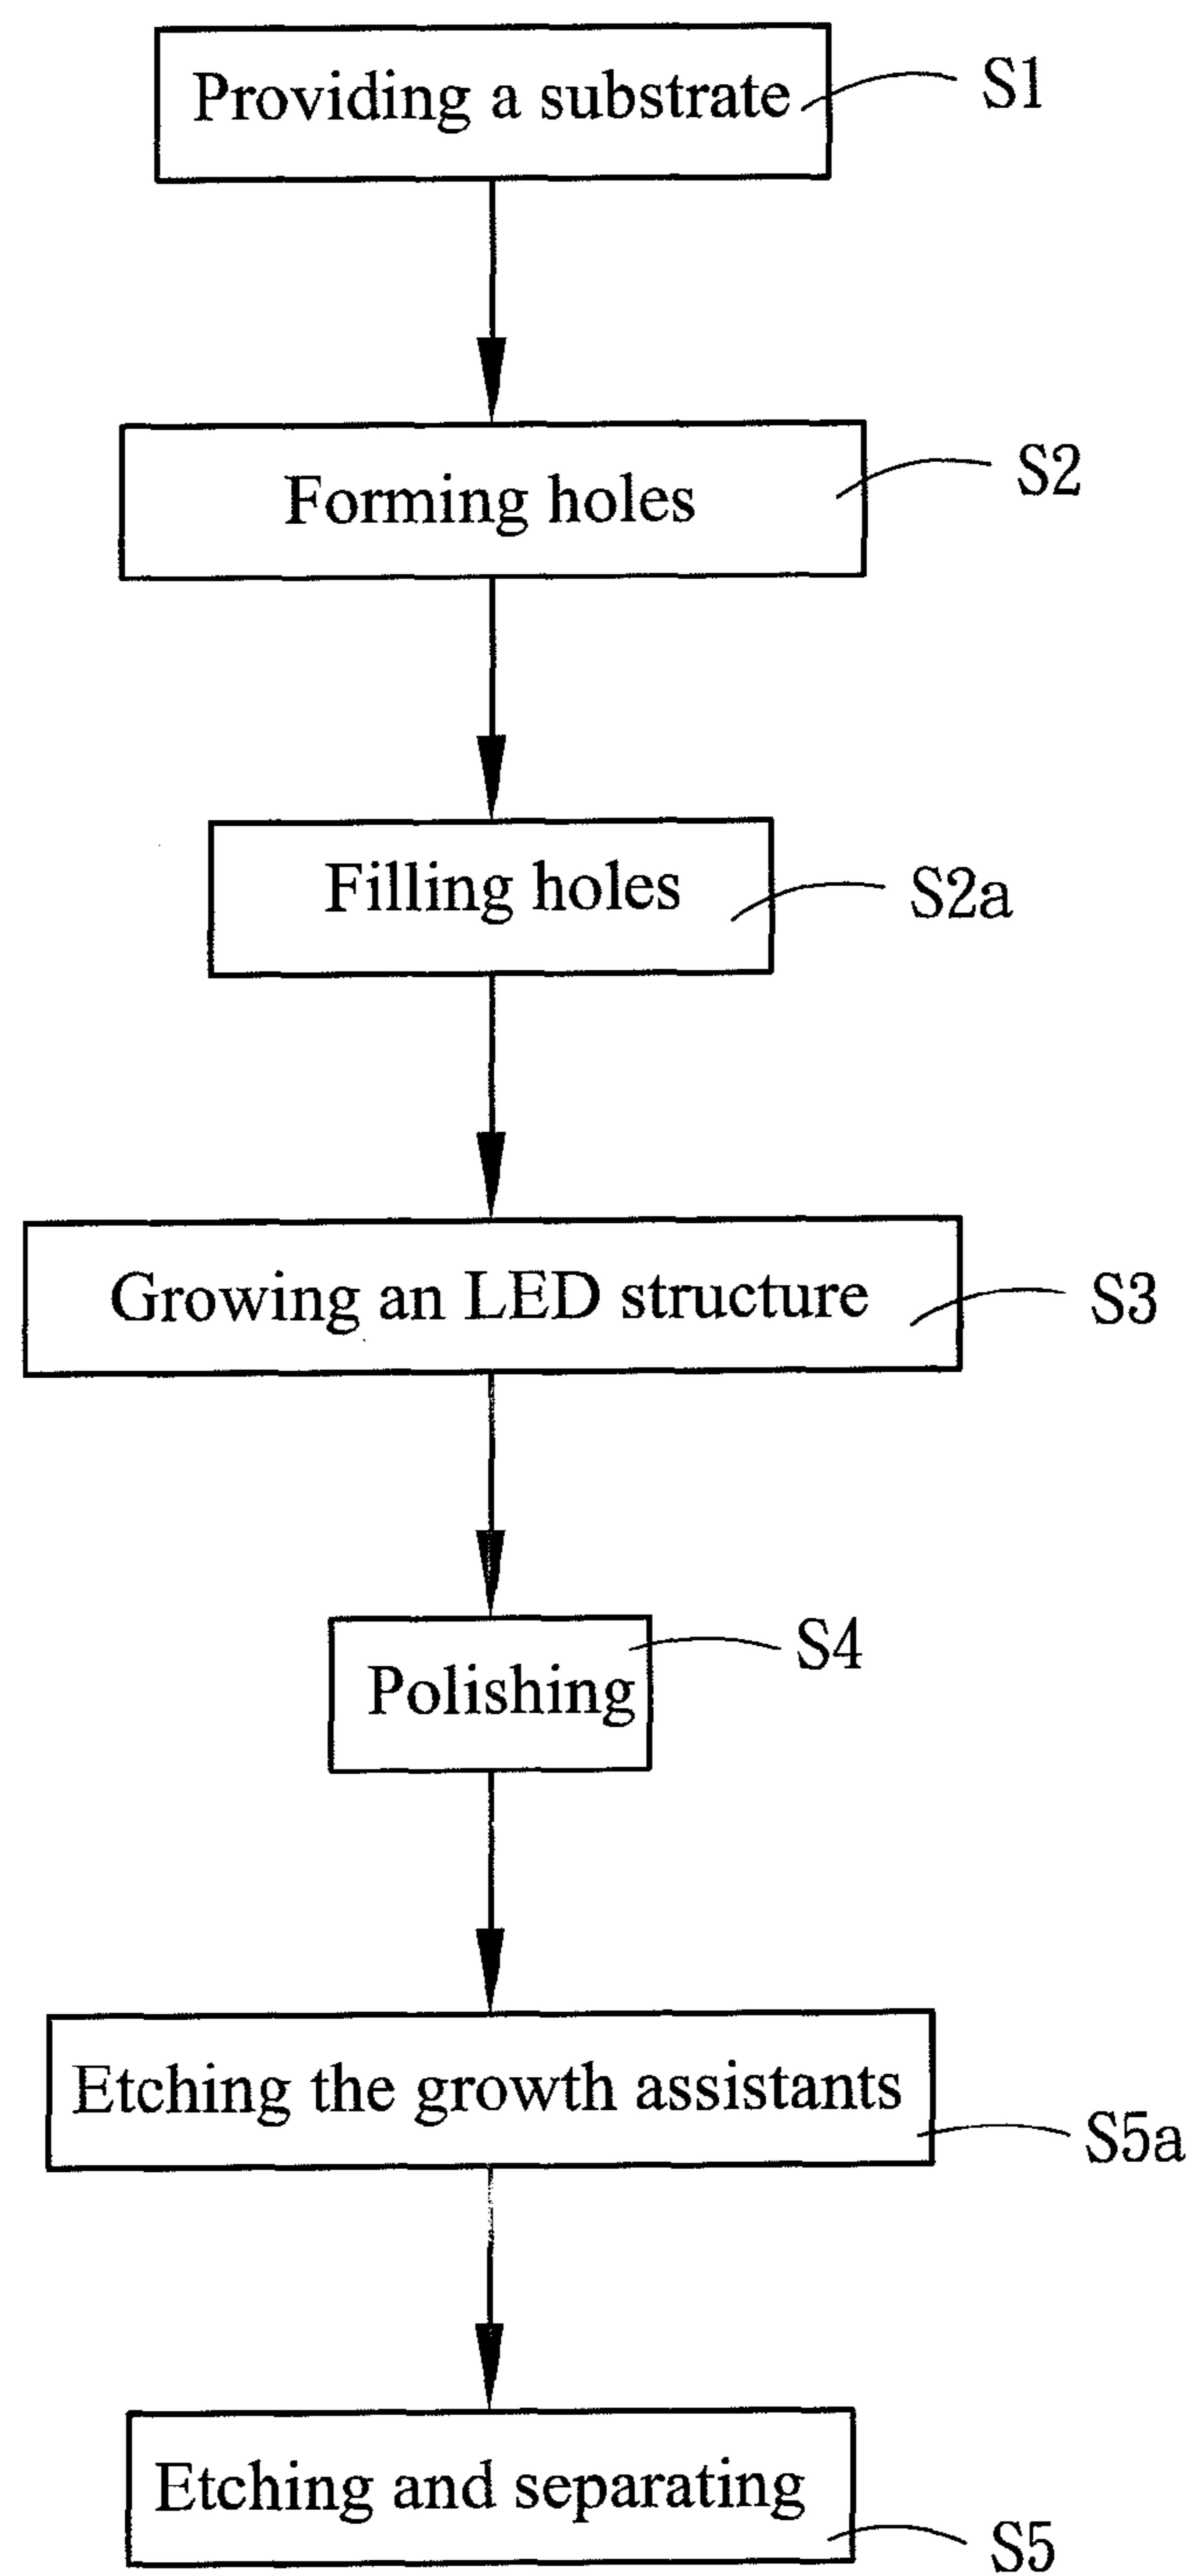 Providing a substrate
S1
Forming holes
S2
Filling holes
S2a
Growing an LED structure
S3
Polishing
S4
Etching the growth assistants
S5a
Etching and separating
S5